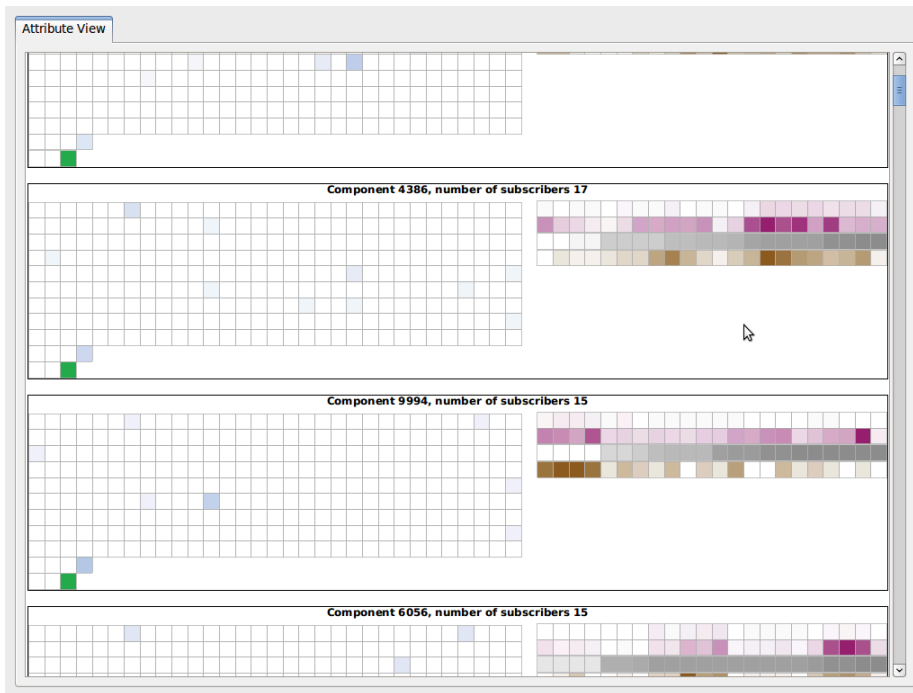 Attribute View
Component 4386, number of subscribers 17
Component 9994, number of subscribers 15
Component 6056, number of subscribers 15